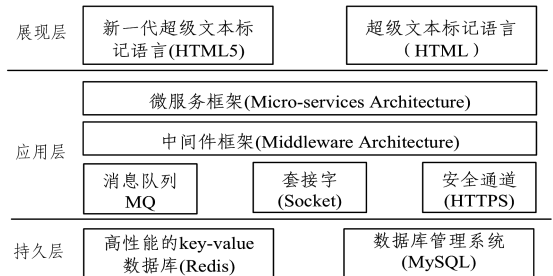 展现层
新一代超级文本标
记语言(HTML5)
超级文本标记语言
（HTML）
微服务框架(Micro-services Architecture)
应用层
中间件框架(Middleware Architecture)
消息队列
MQ
套接字
(Socket)
安全通道
(HTTPS)
持久层
高性能的key-value
数据库(Redis)
数据库管理系统
(MySQL)